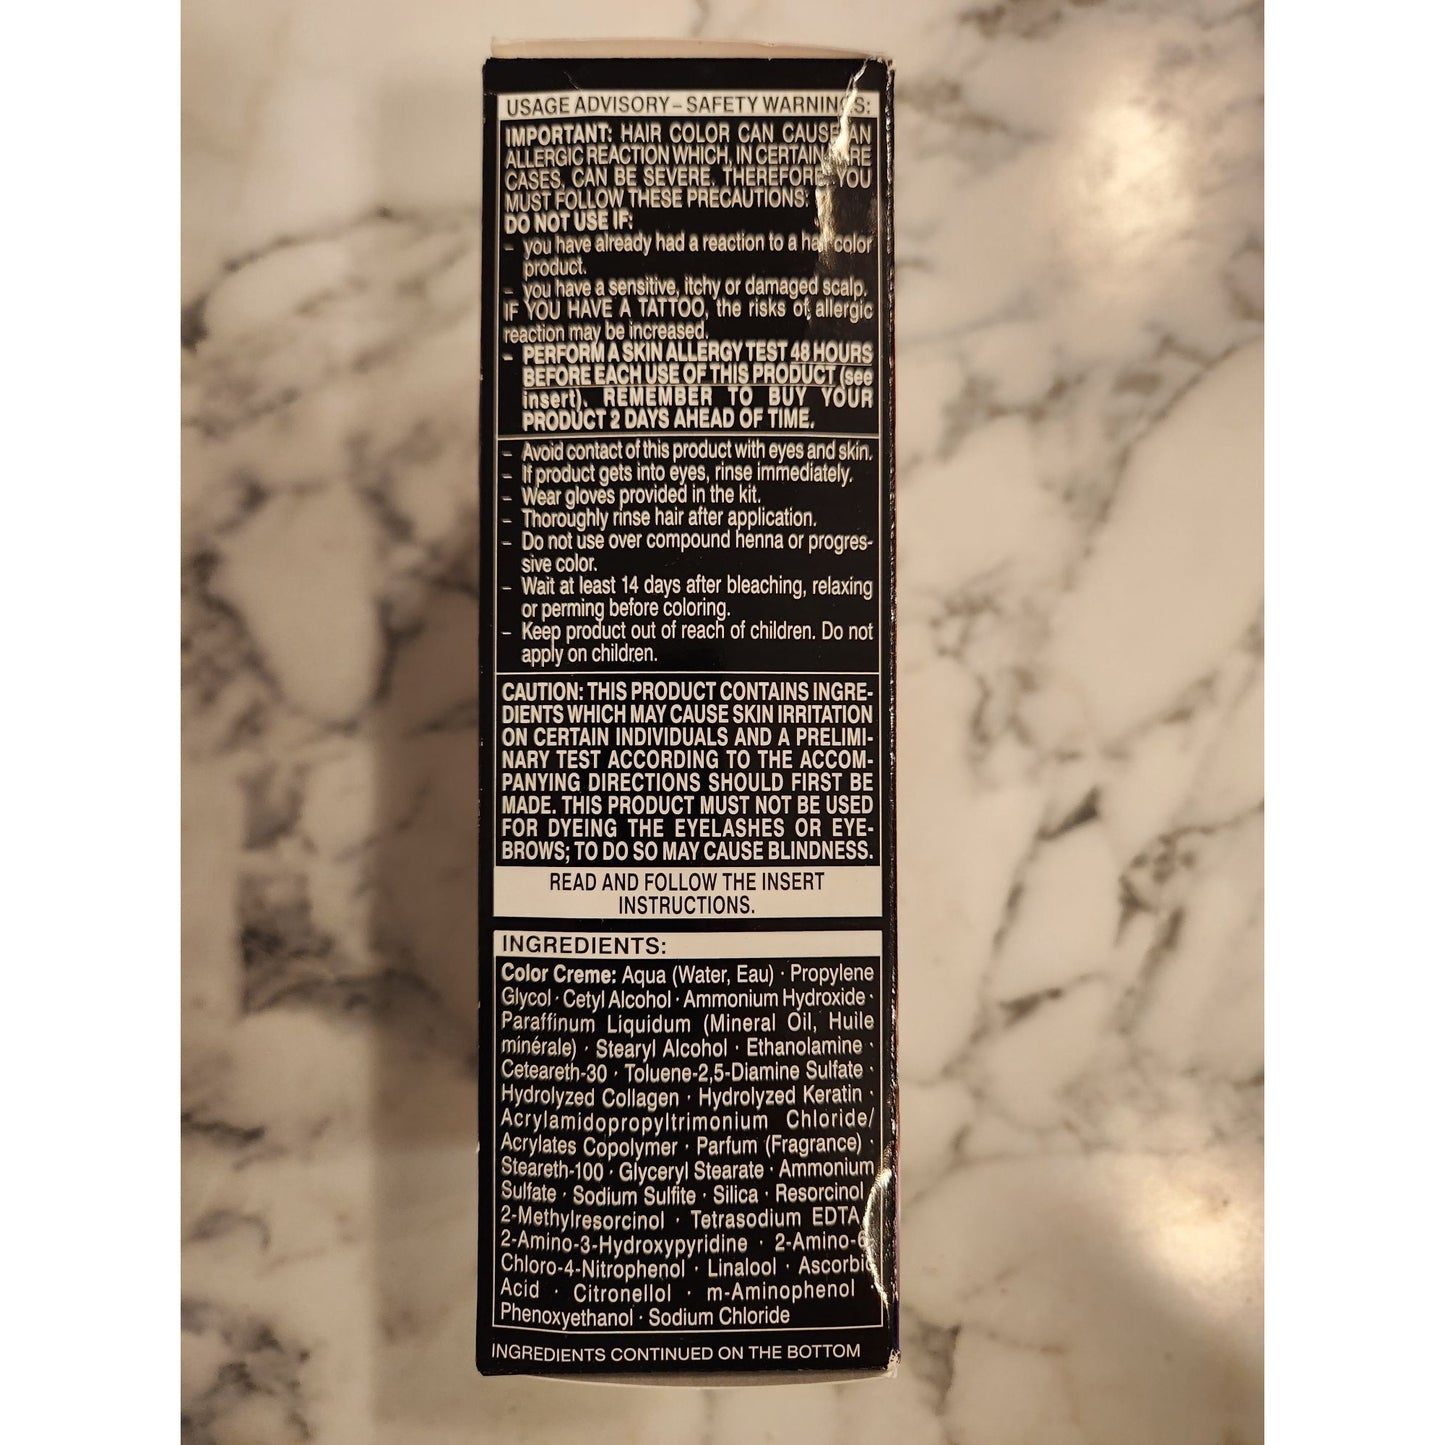 USAGE ADVISORY – SAFETY WARNINGS:
IMPORTANT: HAIR COLOR CAN CAUSE AN
ALLERGIC REACTION WHICH, IN CERTAIN RARE
CASES, CAN BE SEVERE. THEREFORE YOU
MUST FOLLOW THESE PRECAUTIONS:
DO NOT USE IF:
– you have already had a reaction to a hair color
product.
– you have a sensitive, itchy or damaged scalp.
IF YOU HAVE A TATTOO, the risks of allergic
reaction may be increased.
– PERFORM A SKIN ALLERGY TEST 48 HOURS
BEFORE EACH USE OF THIS PRODUCT (see
insert). REMEMBER TO BUY YOUR
PRODUCT 2 DAYS AHEAD OF TIME.
– Avoid contact of this product with eyes and skin.
– If product gets into eyes, rinse immediately.
– Wear gloves provided in the kit.
– Thoroughly rinse hair after application.
– Do not use over compound henna or progres-
sive color.
– Wait at least 14 days after bleaching, relaxing
or perming before coloring.
– Keep product out of reach of children. Do not
apply on children.
CAUTION: THIS PRODUCT CONTAINS INGRE-
DIENTS WHICH MAY CAUSE SKIN IRRITATION
ON CERTAIN INDIVIDUALS AND A PRELIMI-
NARY TEST ACCORDING TO THE ACCOM-
PANYING DIRECTIONS SHOULD FIRST BE
MADE. THIS PRODUCT MUST NOT BE USED
FOR DYEING THE EYELASHES OR EYE-
BROWS; TO DO SO MAY CAUSE BLINDNESS.
READ AND FOLLOW THE INSERT
INSTRUCTIONS.
INGREDIENTS:
Color Creme: Aqua (Water, Eau) · Propylene
Glycol · Cetyl Alcohol · Ammonium Hydroxide ·
Paraffinum Liquidum (Mineral Oil, Huile
minérale) · Stearyl Alcohol · Ethanolamine ·
Ceteareth-30 · Toluene-2,5-Diamine Sulfate ·
Hydrolyzed Collagen · Hydrolyzed Keratin ·
Acrylamidopropyltrimonium Chloride/
Acrylates Copolymer · Parfum (Fragrance) ·
Steareth-100 · Glyceryl Stearate · Ammonium
Sulfate · Sodium Sulfite · Silica · Resorcinol
2-Methylresorcinol · Tetrasodium EDTA
2-Amino-3-Hydroxypyridine · 2-Amino-6-
Chloro-4-Nitrophenol · Linalool · Ascorbic
Acid · Citronellol · m-Aminophenol ·
Phenoxyethanol · Sodium Chloride
INGREDIENTS CONTINUED ON THE BOTTOM